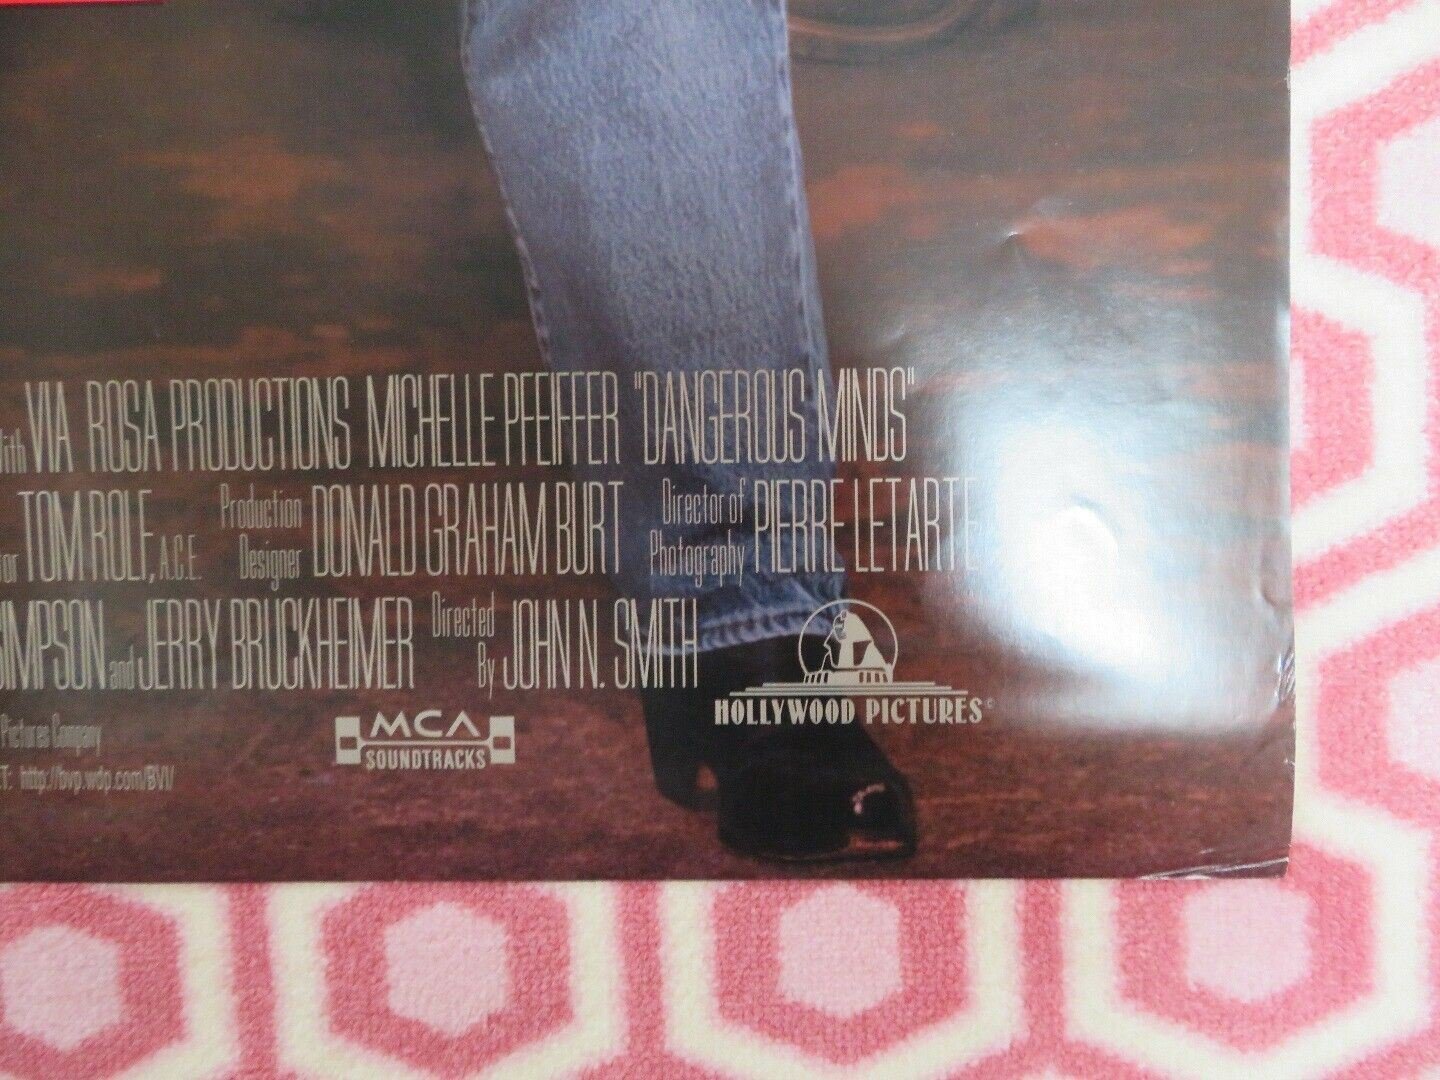 With VIA ROSA PRODUCTIONS MICHELLE PFEIFFER "DANGEROUS MINDS"
TOM ROLF, A.C.E. Production Designer DONALD GRAHAM BURT Director of Photography PIERRE LETARTE
SIMPSON and JERRY BRUCKHEIMER Directed By JOHN N. SMITH
Pictures Company
MCA
SOUNDTRACKS
HOLLYWOOD PICTURES©
http://bvp.wdp.com/BVI/